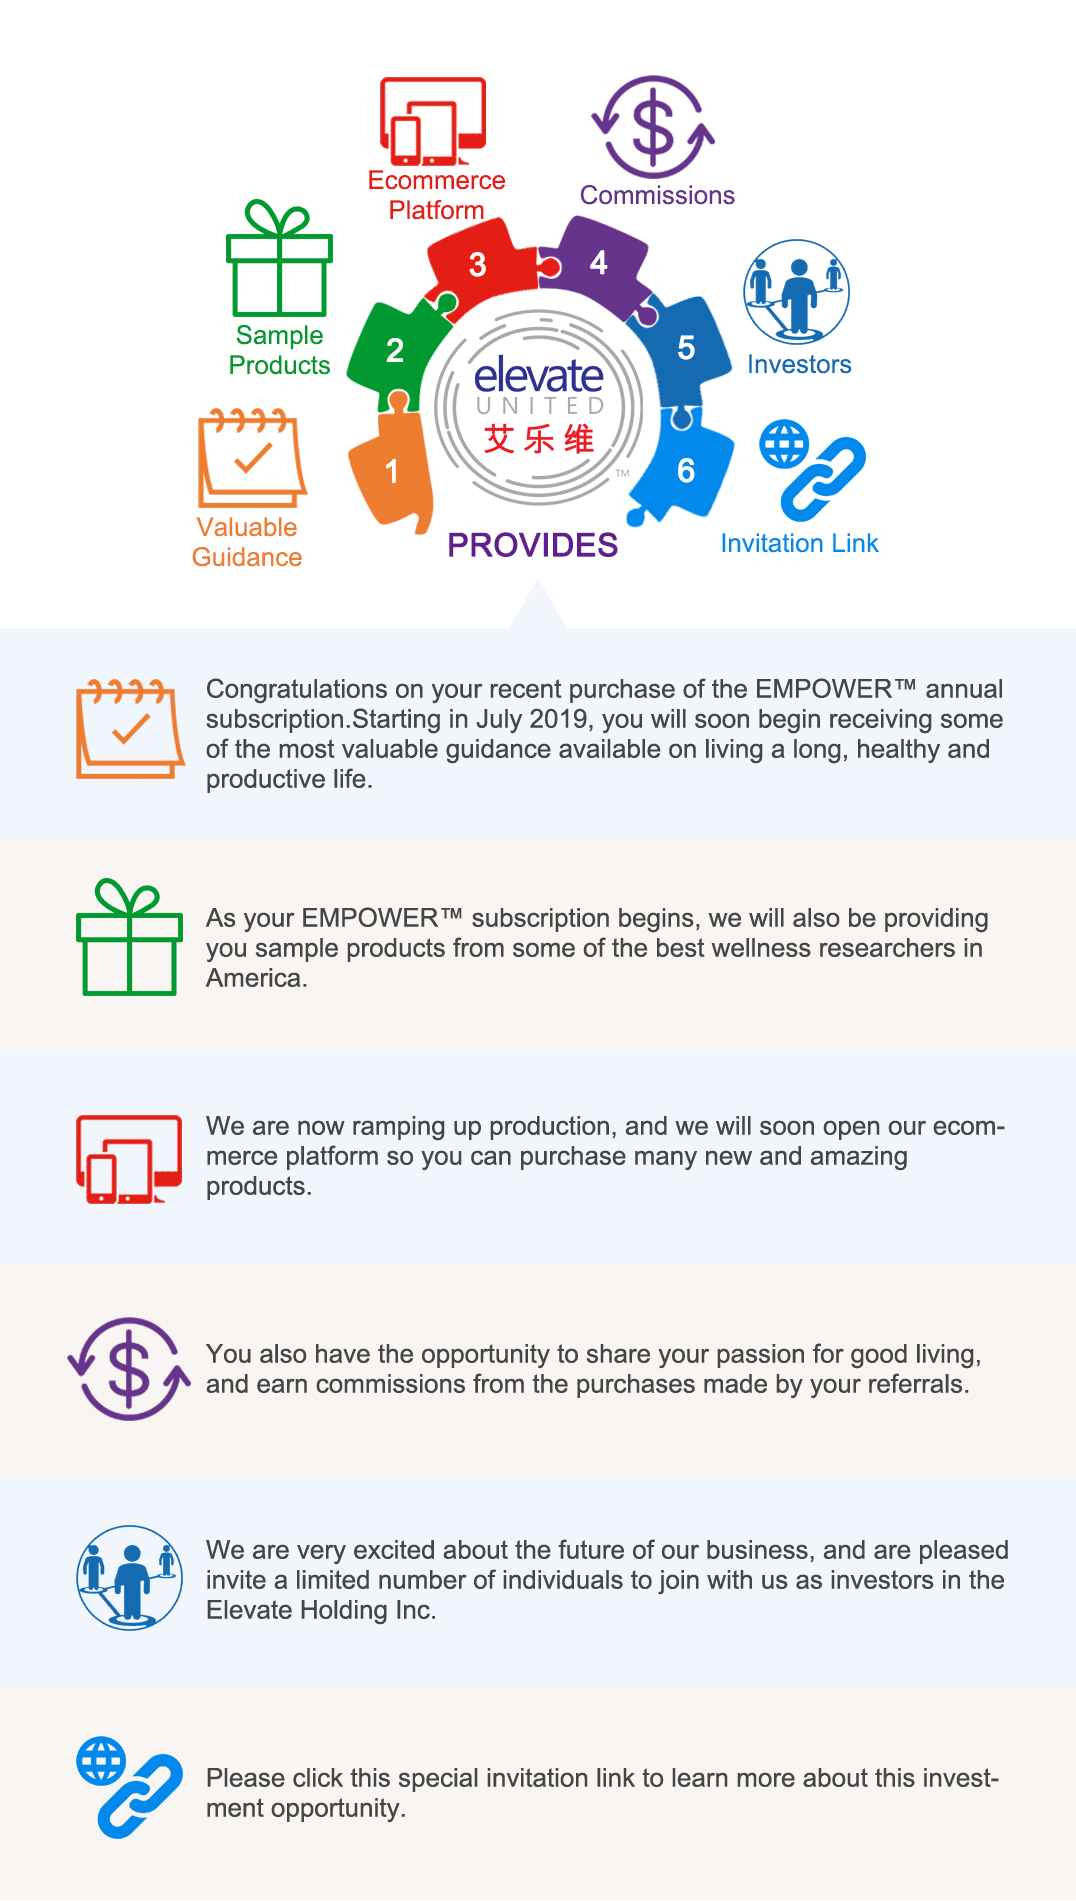 Ecommerce
Platform
Commissions
Sample
Products
Investors
Valuable
Guidance
Invitation Link
1
2
3
4
5
6
elevate
UNITED
艾乐维
TM
PROVIDES
Congratulations on your recent purchase of the EMPOWER™ annual
subscription.Starting in July 2019, you will soon begin receiving some
of the most valuable guidance available on living a long, healthy and
productive life.
As your EMPOWER™ subscription begins, we will also be providing
you sample products from some of the best wellness researchers in
America.
We are now ramping up production, and we will soon open our ecom-
merce platform so you can purchase many new and amazing
products.
You also have the opportunity to share your passion for good living,
and earn commissions from the purchases made by your referrals.
We are very excited about the future of our business, and are pleased
invite a limited number of individuals to join with us as investors in the
Elevate Holding Inc.
Please click this special invitation link to learn more about this invest-
ment opportunity.